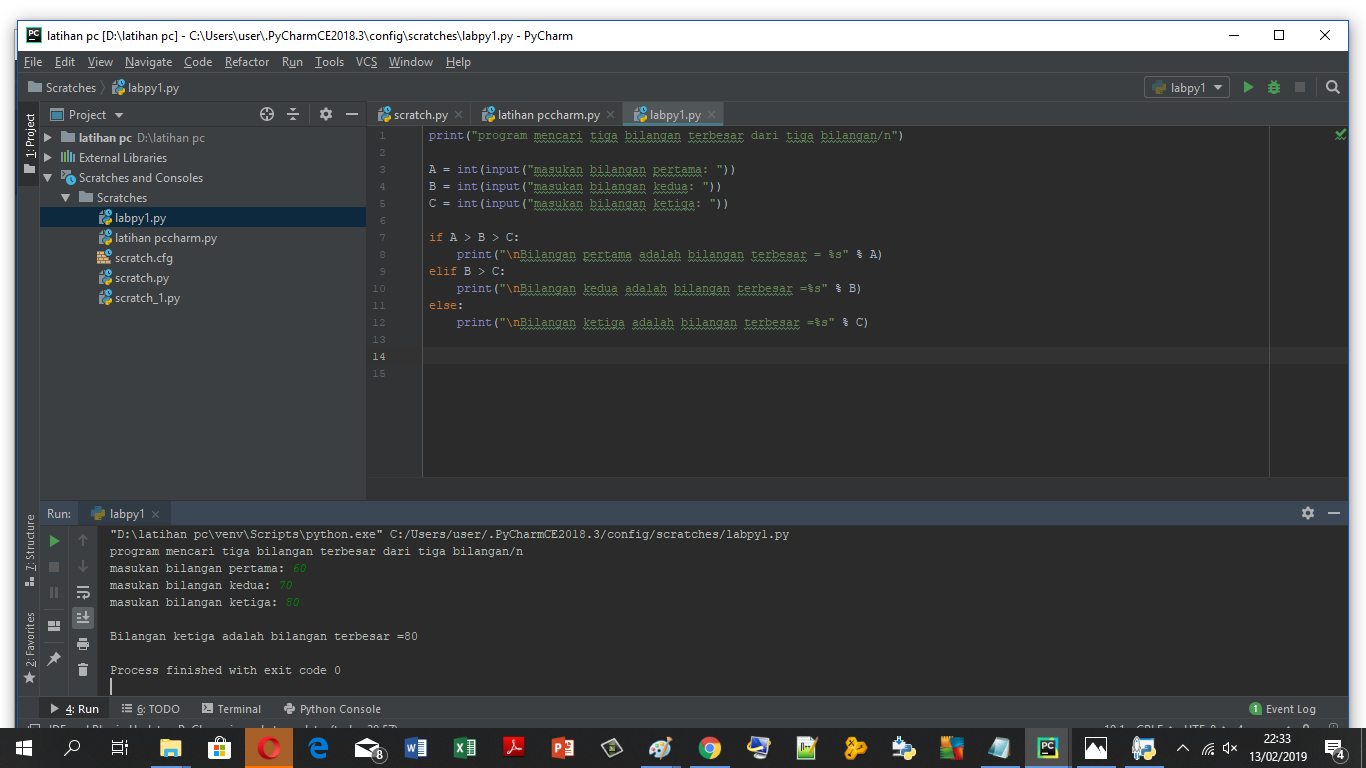 latihan pc [D:\latihan pc] - C:\Users\user\.PyCharmCE2018.3\config\scratches\labpy1.py - PyCharm
File Edit View Navigate Code Refactor Run Tools VCS Window Help
Scratches labpy1.py
labpy1
1: Project
Project
scratch.py
latihan pccharm.py
labpy1.py
latihan pc D:\latihan pc
External Libraries
Scratches and Consoles
Scratches
labpy1.py
latihan pccharm.py
scratch.cfg
scratch.py
scratch_1.py
1 print("program mencari tiga bilangan terbesar dari tiga bilangan/n")
2
3 A = int(input("masukan bilangan pertama: "))
4 B = int(input("masukan bilangan kedua: "))
5 C = int(input("masukan bilangan ketiga: "))
6
7 if A > B > C:
8     print("\nBilangan pertama adalah bilangan terbesar = %s" % A)
9 elif B > C:
10     print("\nBilangan kedua adalah bilangan terbesar =%s" % B)
11 else:
12     print("\nBilangan ketiga adalah bilangan terbesar =%s" % C)
13
14
15
7: Structure
2: Favorites
Run: labpy1
"D:\latihan pc\venv\Scripts\python.exe" C:/Users/user/.PyCharmCE2018.3/config/scratches/labpy1.py
program mencari tiga bilangan terbesar dari tiga bilangan/n
masukan bilangan pertama: 60
masukan bilangan kedua: 70
masukan bilangan ketiga: 80
Bilangan ketiga adalah bilangan terbesar =80
Process finished with exit code 0
4: Run 6: TODO Terminal Python Console 1 Event Log
8
22:33
13/02/2019
4